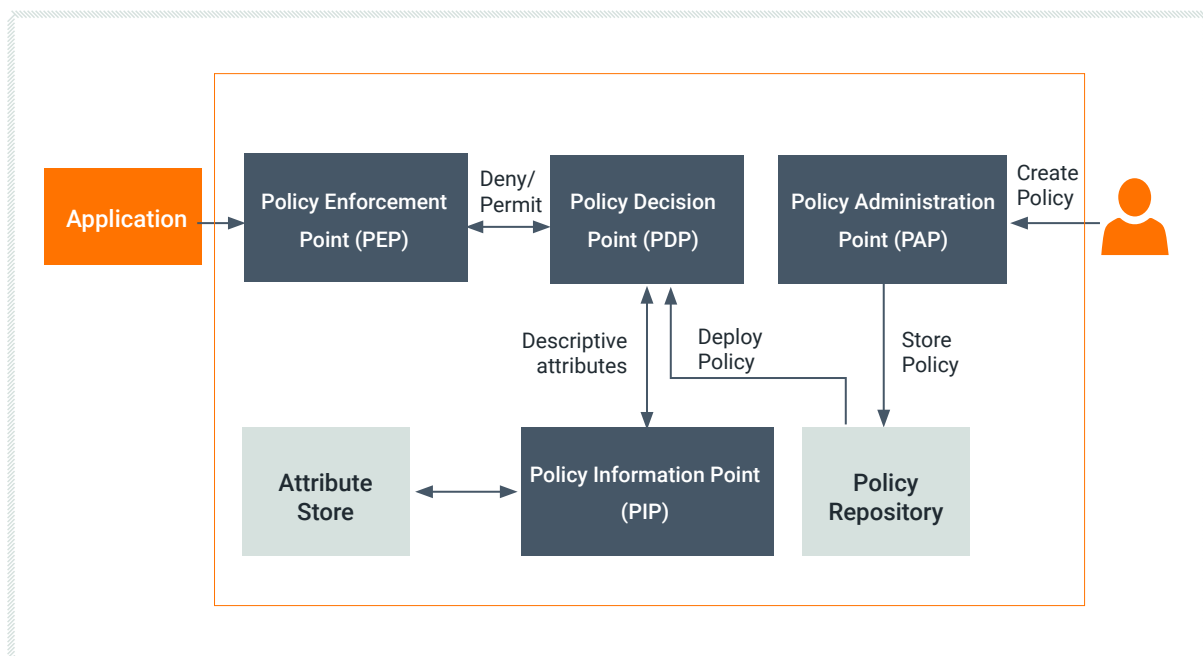 Application
Policy Enforcement
Point (PEP)
Deny/
Permit
Policy Decision
Point (PDP)
Policy Administration
Point (PAP)
Create
Policy
Descriptive
attributes
Deploy
Policy
Store
Policy
Attribute
Store
Policy Information Point
(PIP)
Policy
Repository